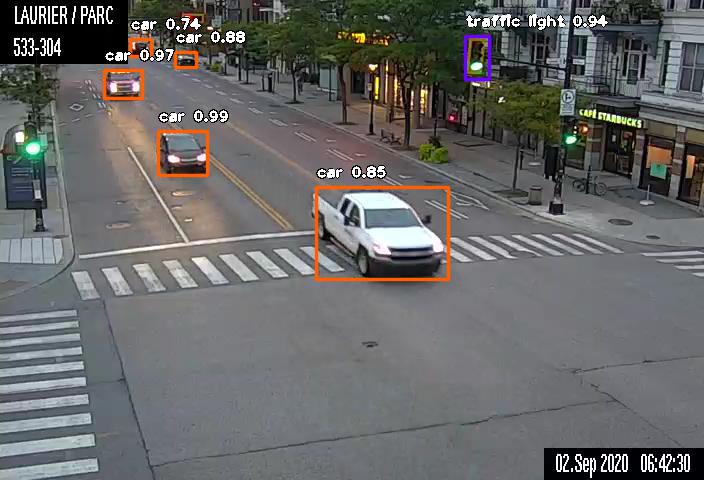 LAURIER / PARC
533-304
car 0.74
car 0.88
car 0.97
traffic light 0.94
car 0.99
car 0.85
CAFÉ STARBUCKS
02.Sep 2020 06:42:30